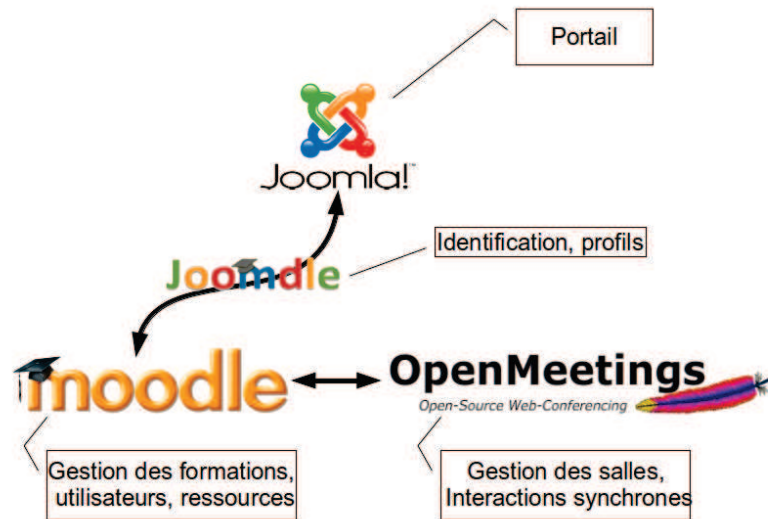 Portail
Joomla!™
Identification, profils
Joomdle
moodle
OpenMeetings
Open-Source Web-Conferencing
Gestion des formations,
utilisateurs, ressources
Gestion des salles,
Interactions synchrones